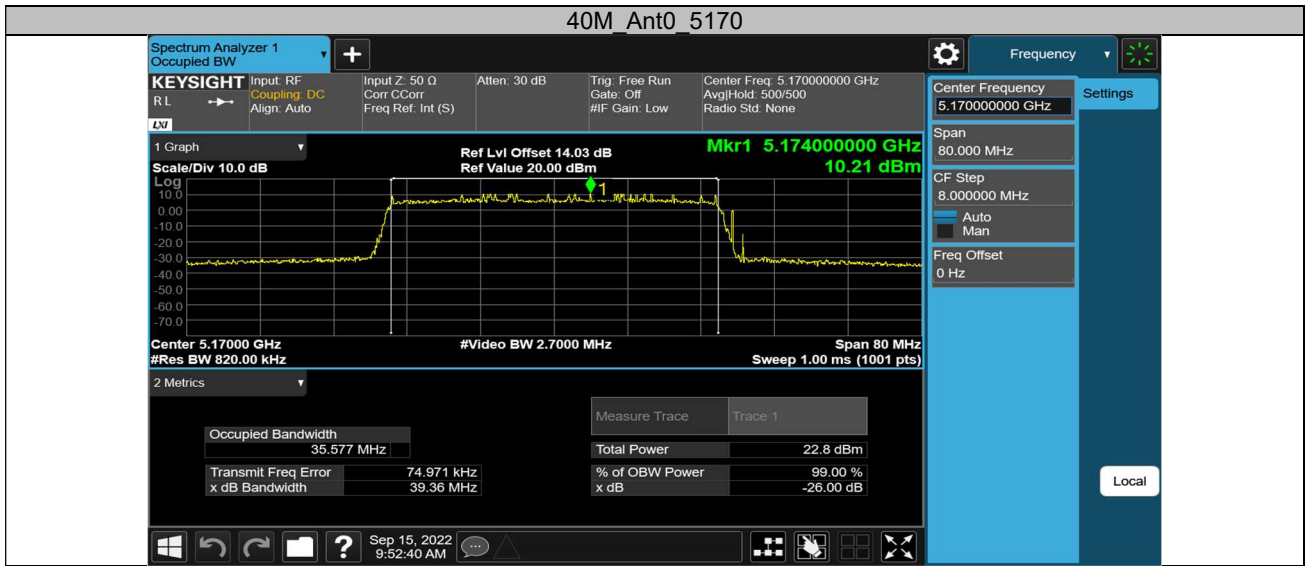 40M_Ant0_5170
Spectrum Analyzer 1
Occupied BW
Frequency
KEYSIGHT
R L
LXI
Input: RF
Coupling: DC
Align: Auto
Input Z: 50 Ω
Corr CCorr
Freq Ref: Int (S)
Atten: 30 dB
Trig: Free Run
Gate: Off
#IF Gain: Low
Center Freq: 5.170000000 GHz
Avg|Hold: 500/500
Radio Std: None
1 Graph
Scale/Div 10.0 dB
Ref Lvl Offset 14.03 dB
Ref Value 20.00 dBm
Mkr1 5.174000000 GHz
10.21 dBm
Log
10.0
0.00
-10.0
-20.0
-30.0
-40.0
-50.0
-60.0
-70.0
1
Center 5.17000 GHz
#Video BW 2.7000 MHz
Span 80 MHz
#Res BW 820.00 kHz
Sweep 1.00 ms (1001 pts)
2 Metrics
Measure Trace
Trace 1
Occupied Bandwidth
35.577 MHz
Total Power
22.8 dBm
Transmit Freq Error
74.971 kHz
% of OBW Power
99.00 %
x dB Bandwidth
39.36 MHz
x dB
-26.00 dB
Center Frequency
5.170000000 GHz
Settings
Span
80.000 MHz
CF Step
8.000000 MHz
Auto
Man
Freq Offset
0 Hz
Local
?
Sep 15, 2022
9:52:40 AM